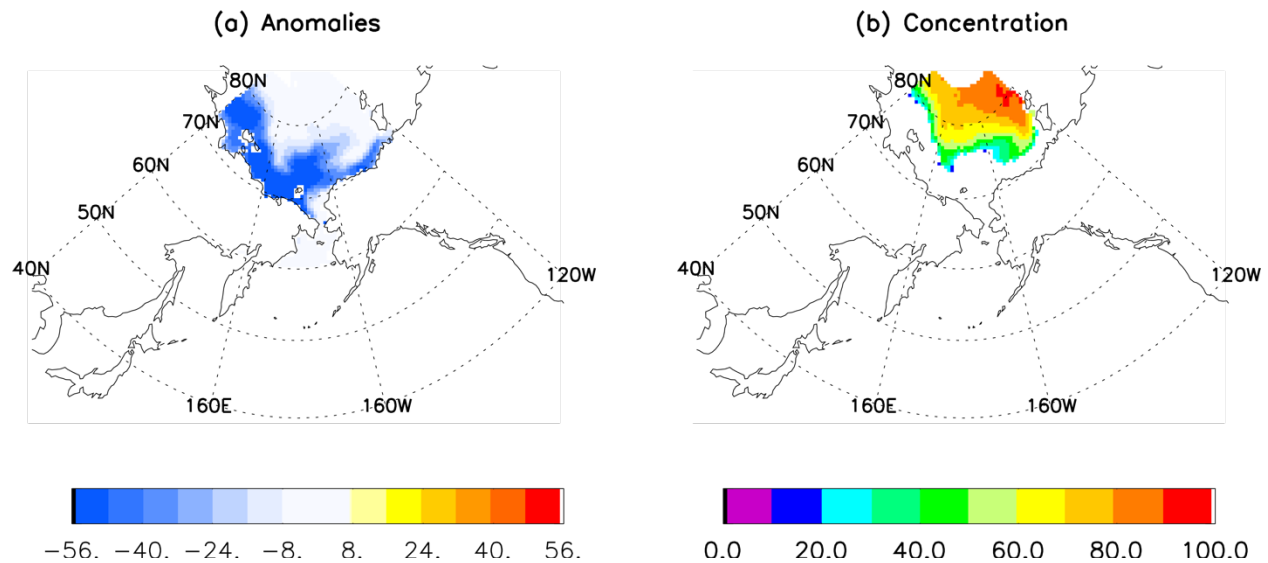 (a) Anomalies
(b) Concentration
80N
70N
60N
50N
40N
120W
160E
160W
80N
70N
60N
50N
40N
120W
160E
160W
−56. −40. −24. −8. 8. 24. 40. 56.
0.0 20.0 40.0 60.0 80.0 100.0